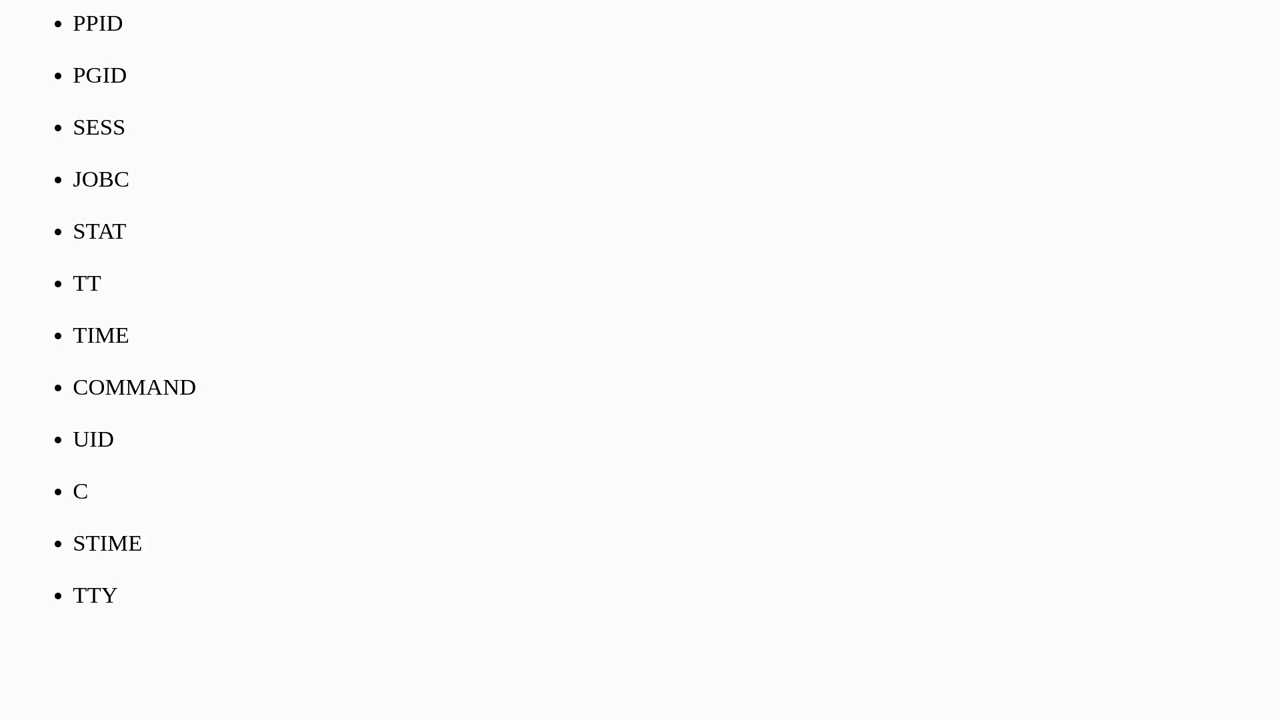 • PPID
• PGID
• SESS
• JOBC
• STAT
• TT
• TIME
• COMMAND
• UID
• C
• STIME
• TTY